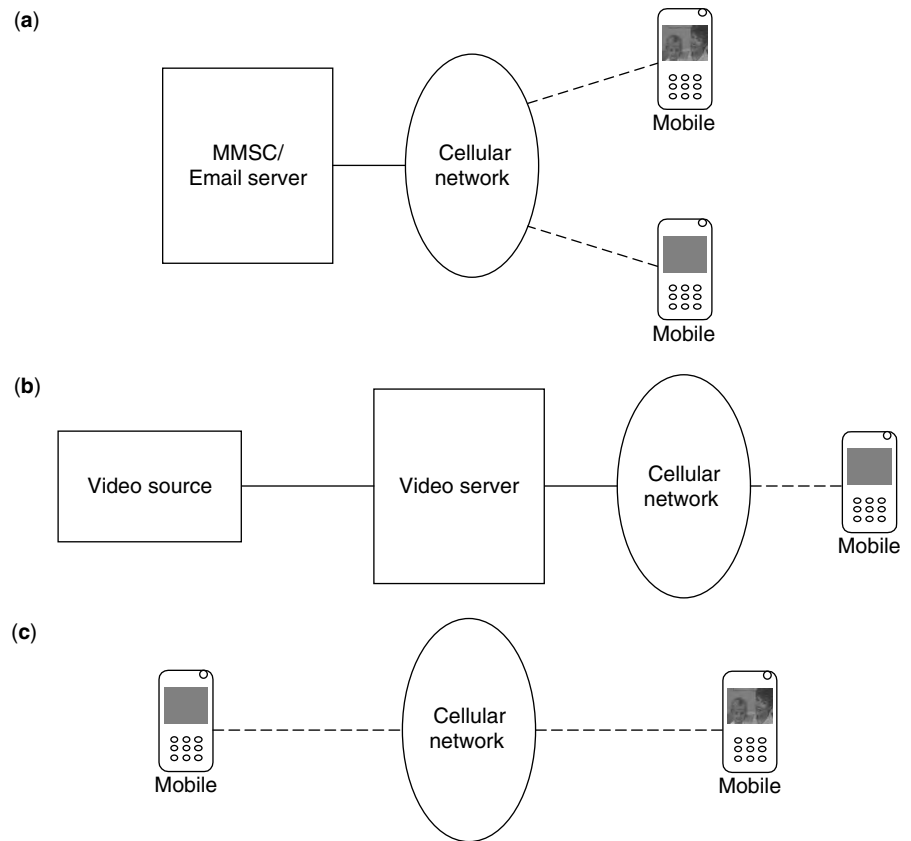 (a)
MMSC/
Email server
Cellular
network
Mobile
Mobile
(b)
Video source
Video server
Cellular
network
Mobile
(c)
Cellular
network
Mobile
Mobile